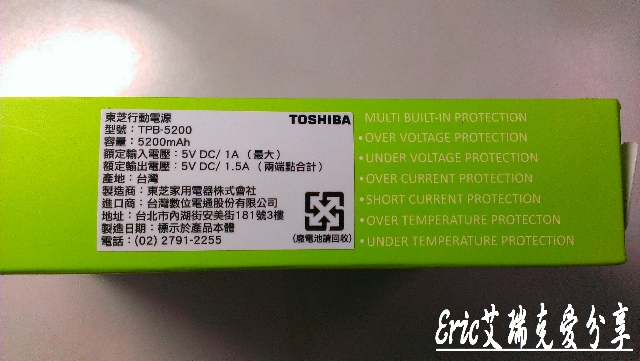 東芝行動電源
TOSHIBA
型號：TPB-5200
容量：5200mAh
額定輸入電壓：5V DC/ 1A（最大）
額定輸出電壓：5V DC/ 1.5A（兩端點合計）
產地：台灣
製造商：東芝家用電器株式會社
進口商：台灣數位電通股份有限公司
地址：台北市內湖街安美街181號3樓
製造日期：標示於產品本體
電話：(02) 2791-2255
(廢電池請回收)
MULTI BUILT-IN PROTECTION
•OVER VOLTAGE PROTECTION
•UNDER VOLTAGE PROTECTION
•OVER CURRENT PROTECTION
•SHORT CURRENT PROTECTION
•OVER TEMPERATURE PROTECTON
•UNDER TEMPERATURE PROTECTION
Eric艾瑞克愛分享